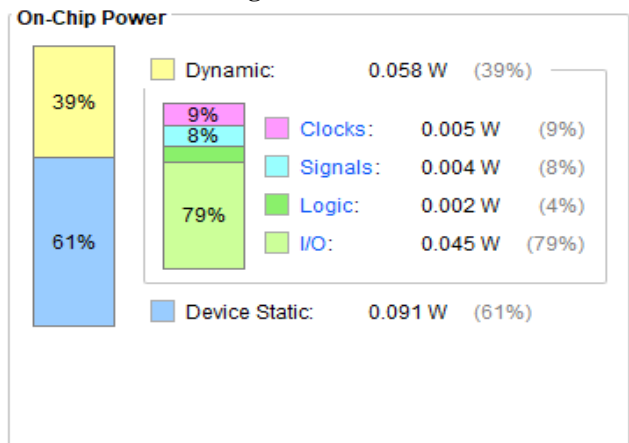 On-Chip Power
Dynamic: 0.058 W (39%)
39%
9%
Clocks: 0.005 W (9%)
8%
Signals: 0.004 W (8%)
Logic: 0.002 W (4%)
79%
61%
I/O: 0.045 W (79%)
Device Static: 0.091 W (61%)